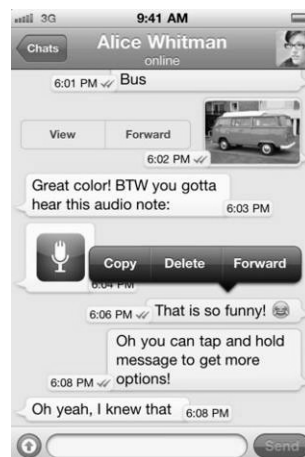 3G 9:41 AM
Chats Alice Whitman
online
6:01 PM Bus
View Forward
6:02 PM
Great color! BTW you gotta
hear this audio note: 6:03 PM
Copy Delete Forward
6:04 PM
6:06 PM That is so funny!
Oh you can tap and hold
message to get more
6:08 PM options!
Oh yeah, I knew that 6:08 PM
Send